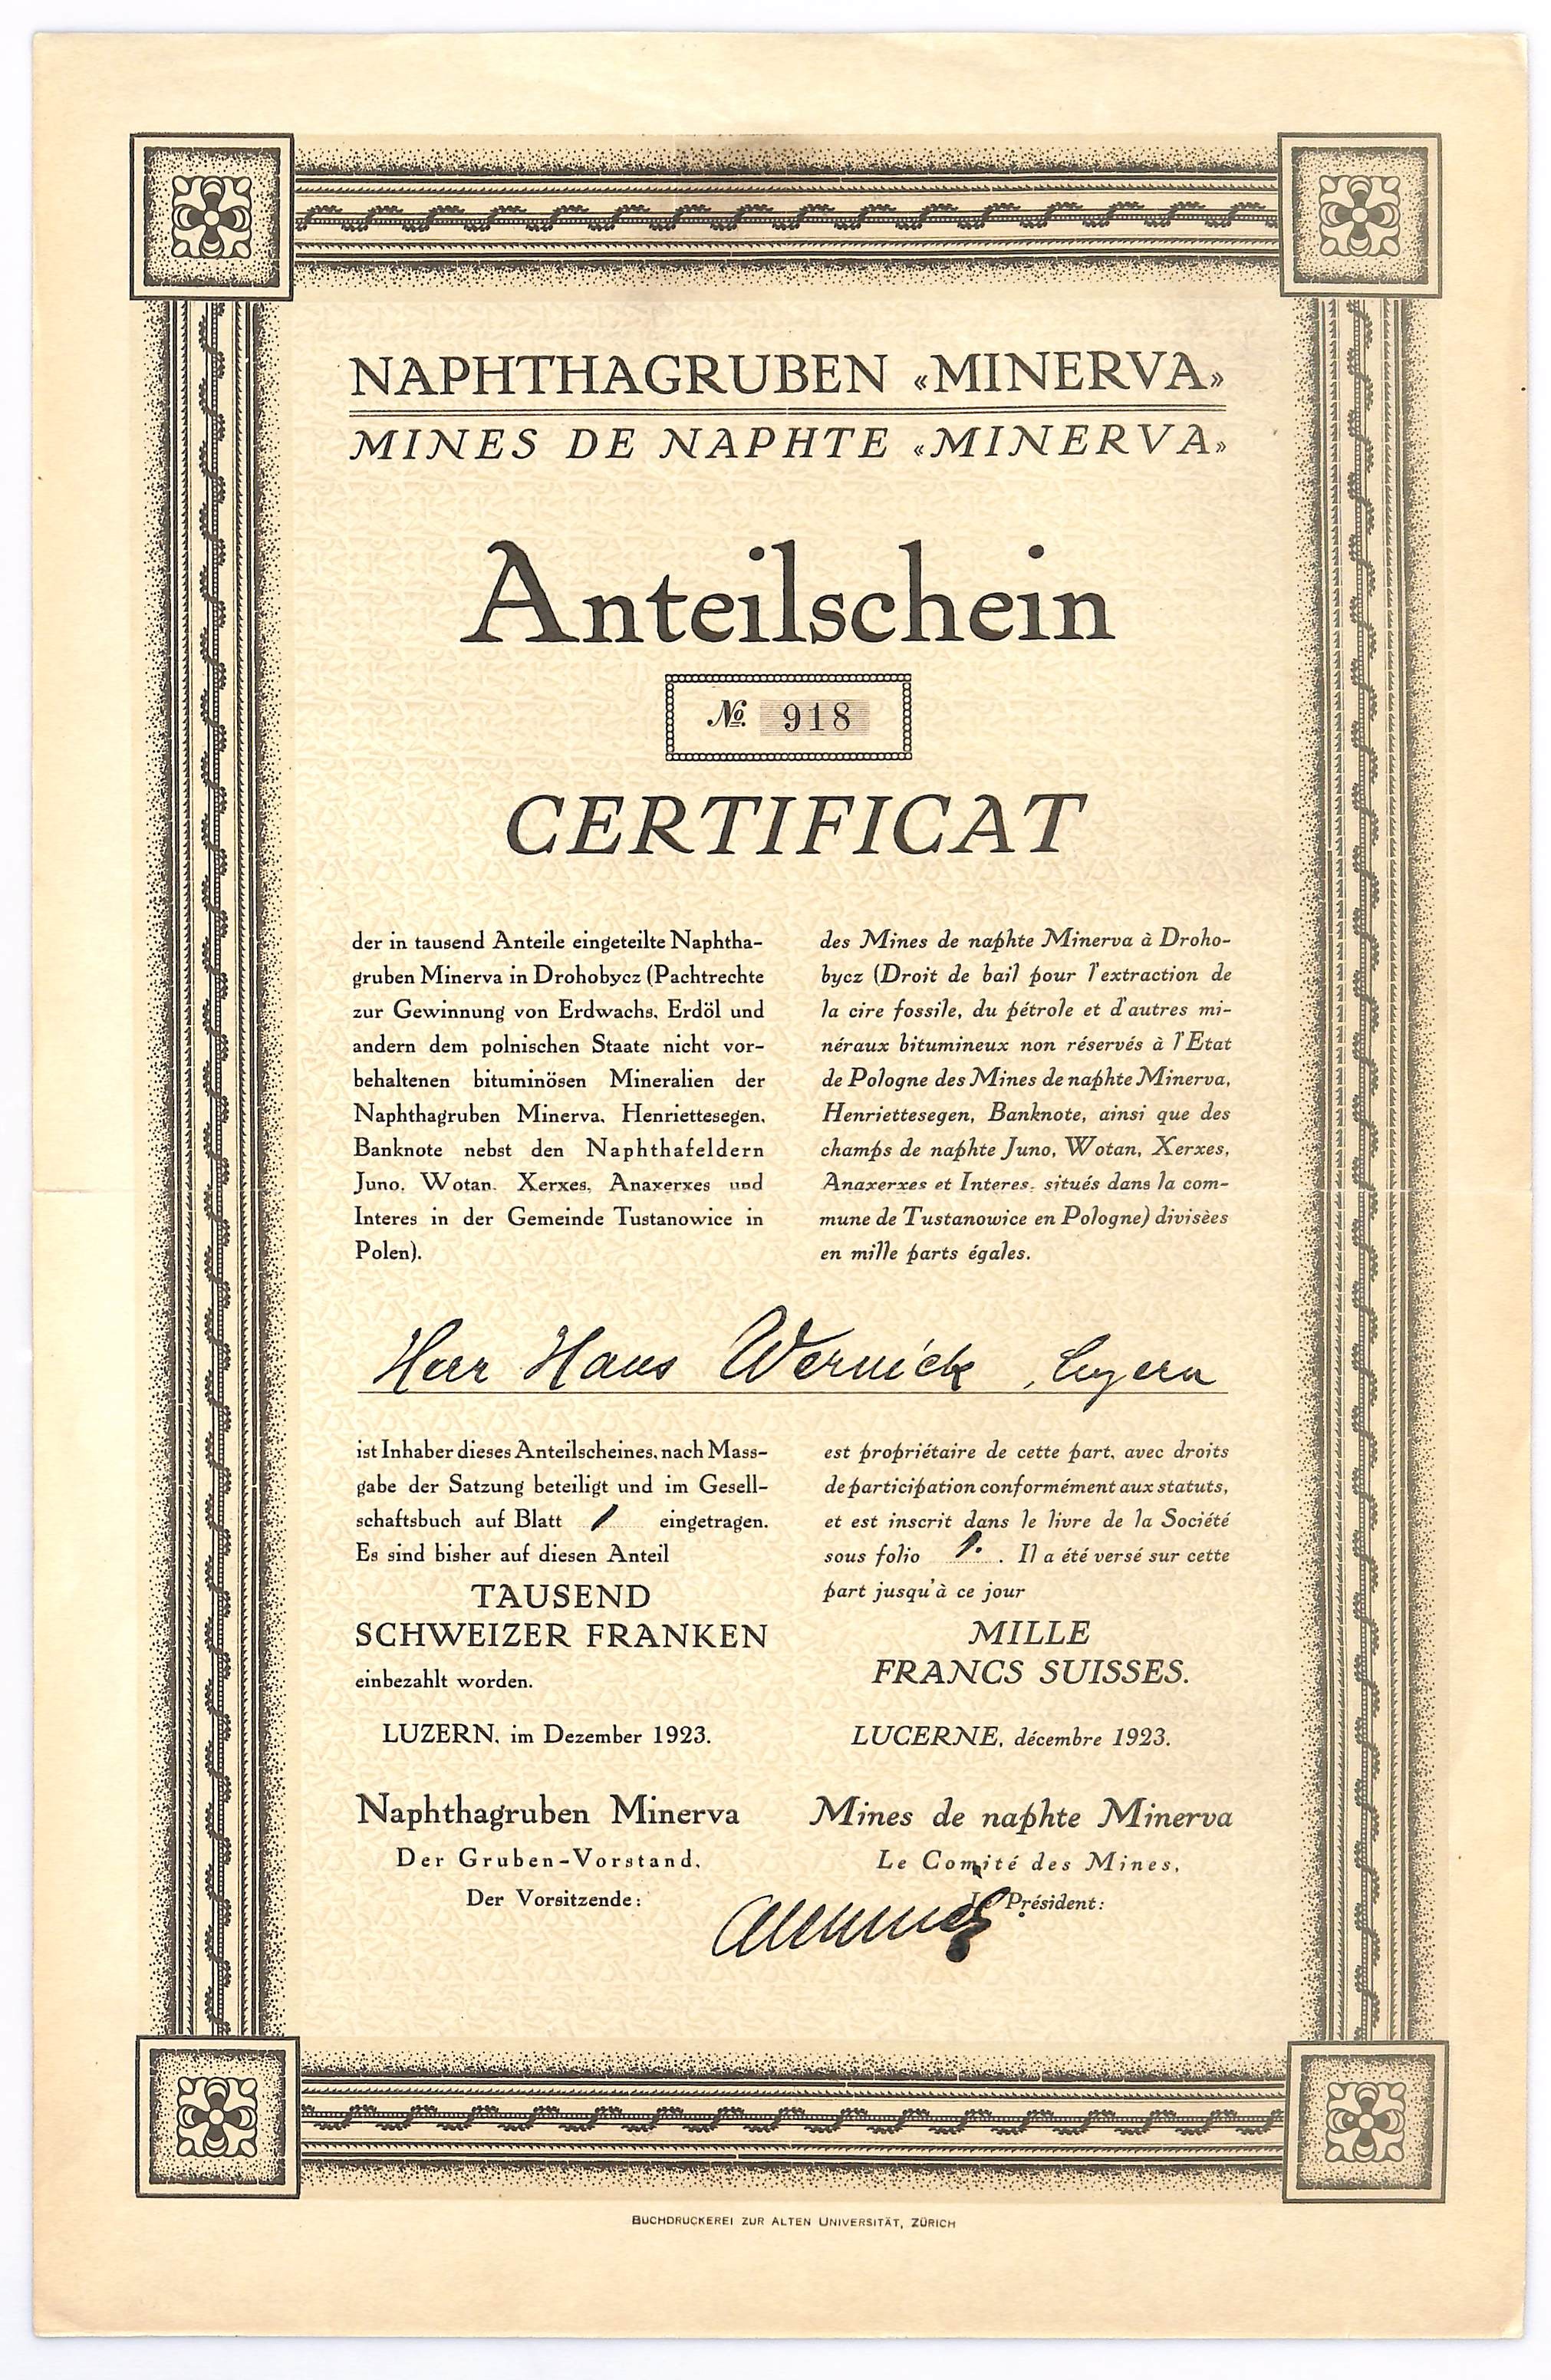 NAPHTHAGRUBEN «MINERVA»
MINES DE NAPHTE «MINERVA»
Anteilschein
No. 918
CERTIFICAT
der in tausend Anteile eingeteilte Naphtha-
gruben Minerva in Drohobycz (Pachtrechte
zur Gewinnung von Erdwachs, Erdöl und
andern dem polnischen Staate nicht vor-
behaltenen bituminösen Mineralien der
Naphthagruben Minerva, Henriettesegen,
Banknote nebst den Naphthafeldern
Juno, Wotan, Xerxes, Anaxerxes und
Interes in der Gemeinde Tustanowice in
Polen).
des Mines de naphte Minerva à Droho-
bycz (Droit de bail pour l'extraction de
la cire fossile, du pétrole et d'autres mi-
néraux bitumineux non réservés à l'Etat
de Pologne des Mines de naphte Minerva,
Henriettesegen, Banknote, ainsi que des
champs de naphte Juno, Wotan, Xerxes,
Anaxerxes et Interes, situés dans la com-
mune de Tustanowice en Pologne) divisèes
en mille parts égales.
Herr Hans Wernick, Luzern
ist Inhaber dieses Anteilscheines, nach Mass-
gabe der Satzung beteiligt und im Gesell-
schaftsbuch auf Blatt 1 eingetragen.
Es sind bisher auf diesen Anteil
TAUSEND
SCHWEIZER FRANKEN
einbezahlt worden.
LUZERN, im Dezember 1923.
Naphthagruben Minerva
Der Gruben-Vorstand,
Der Vorsitzende:
est propriétaire de cette part, avec droits
de participation conformément aux statuts,
et est inscrit dans le livre de la Société
sous folio 1. . Il a été versé sur cette
part jusqu'à ce jour
MILLE
FRANCS SUISSES.
LUCERNE, décembre 1923.
Mines de naphte Minerva
Le Comité des Mines,
Le Président:
BUCHDRUCKEREI ZUR ALTEN UNIVERSITÄT, ZÜRICH